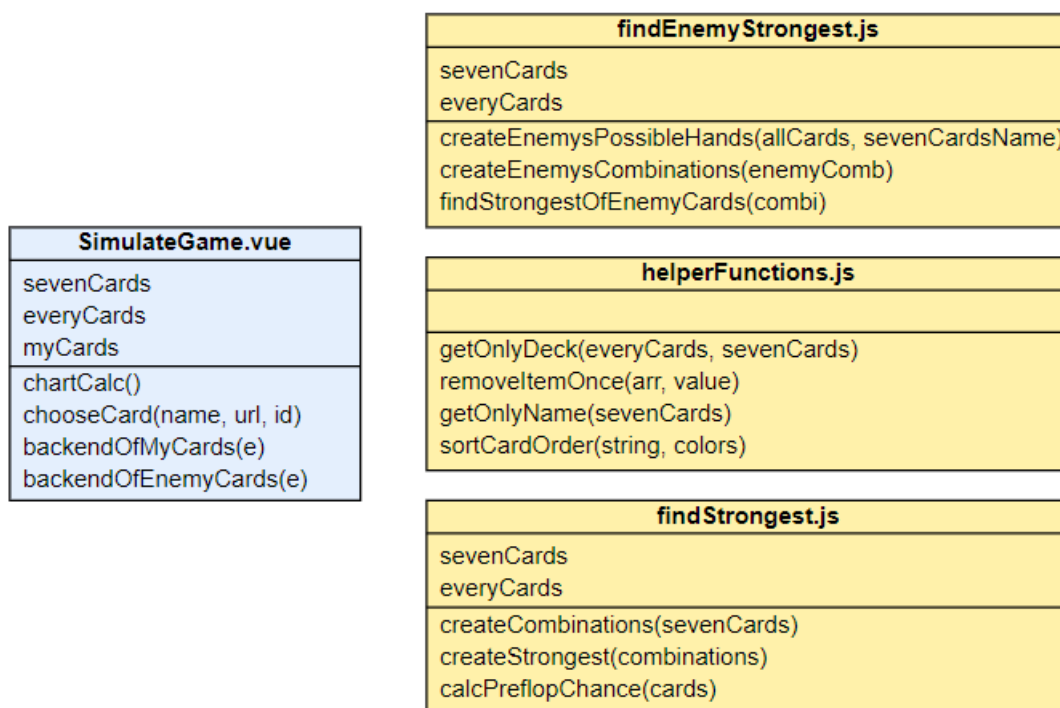 findEnemyStrongest.js
sevenCards
everyCards
createEnemysPossibleHands(allCards, sevenCardsName)
createEnemysCombinations(enemyComb)
findStrongestOfEnemyCards(combi)
SimulateGame.vue
sevenCards
everyCards
myCards
chartCalc()
chooseCard(name, url, id)
backendOfMyCards(e)
backendOfEnemyCards(e)
helperFunctions.js
getOnlyDeck(everyCards, sevenCards)
removeItemOnce(arr, value)
getOnlyName(sevenCards)
sortCardOrder(string, colors)
findStrongest.js
sevenCards
everyCards
createCombinations(sevenCards)
createStrongest(combinations)
calcPreflopChance(cards)